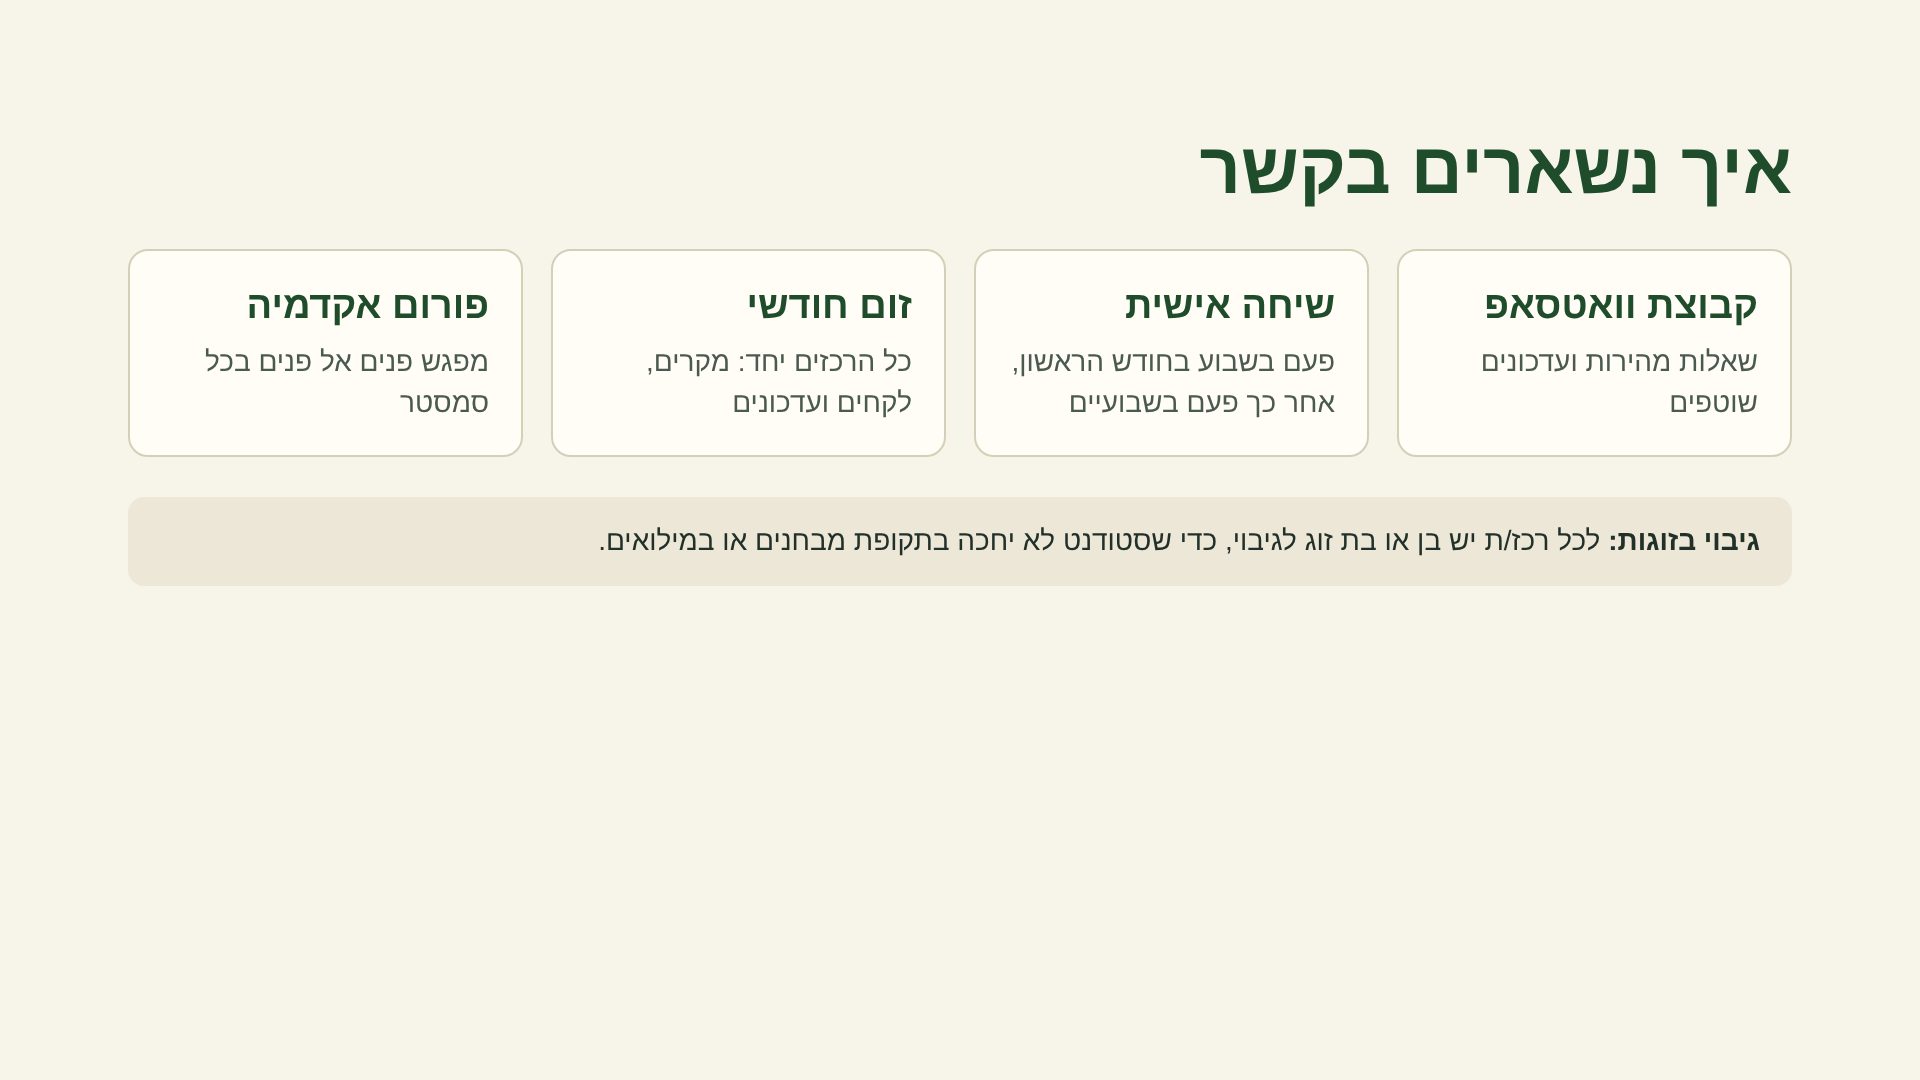 איך נשארים בקשר
קבוצת וואטסאפ
שאלות מהירות ועדכונים
שוטפים
שיחה אישית
פעם בשבוע בחודש הראשון,
אחר כך פעם בשבועיים
זום חודשי
כל הרכזים יחד: מקרים,
לקחים ועדכונים
פורום אקדמיה
מפגש פנים אל פנים בכל
סמסטר
גיבוי בזוגות: לכל רכז/ת יש בן או בת זוג לגיבוי, כדי שסטודנט לא יחכה בתקופת מבחנים או במילואים.